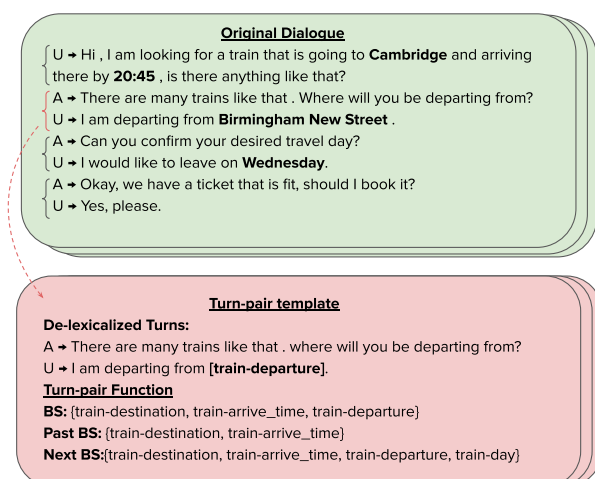 Original Dialogue
U → Hi , I am looking for a train that is going to Cambridge and arriving
there by 20:45 , is there anything like that?
A → There are many trains like that . Where will you be departing from?
U → I am departing from Birmingham New Street .
A → Can you confirm your desired travel day?
U → I would like to leave on Wednesday.
A → Okay, we have a ticket that is fit, should I book it?
U → Yes, please.
Turn-pair template
De-lexicalized Turns:
A → There are many trains like that . where will you be departing from?
U → I am departing from [train-departure].
Turn-pair Function
BS: {train-destination, train-arrive_time, train-departure}
Past BS: {train-destination, train-arrive_time}
Next BS:{train-destination, train-arrive_time, train-departure, train-day}